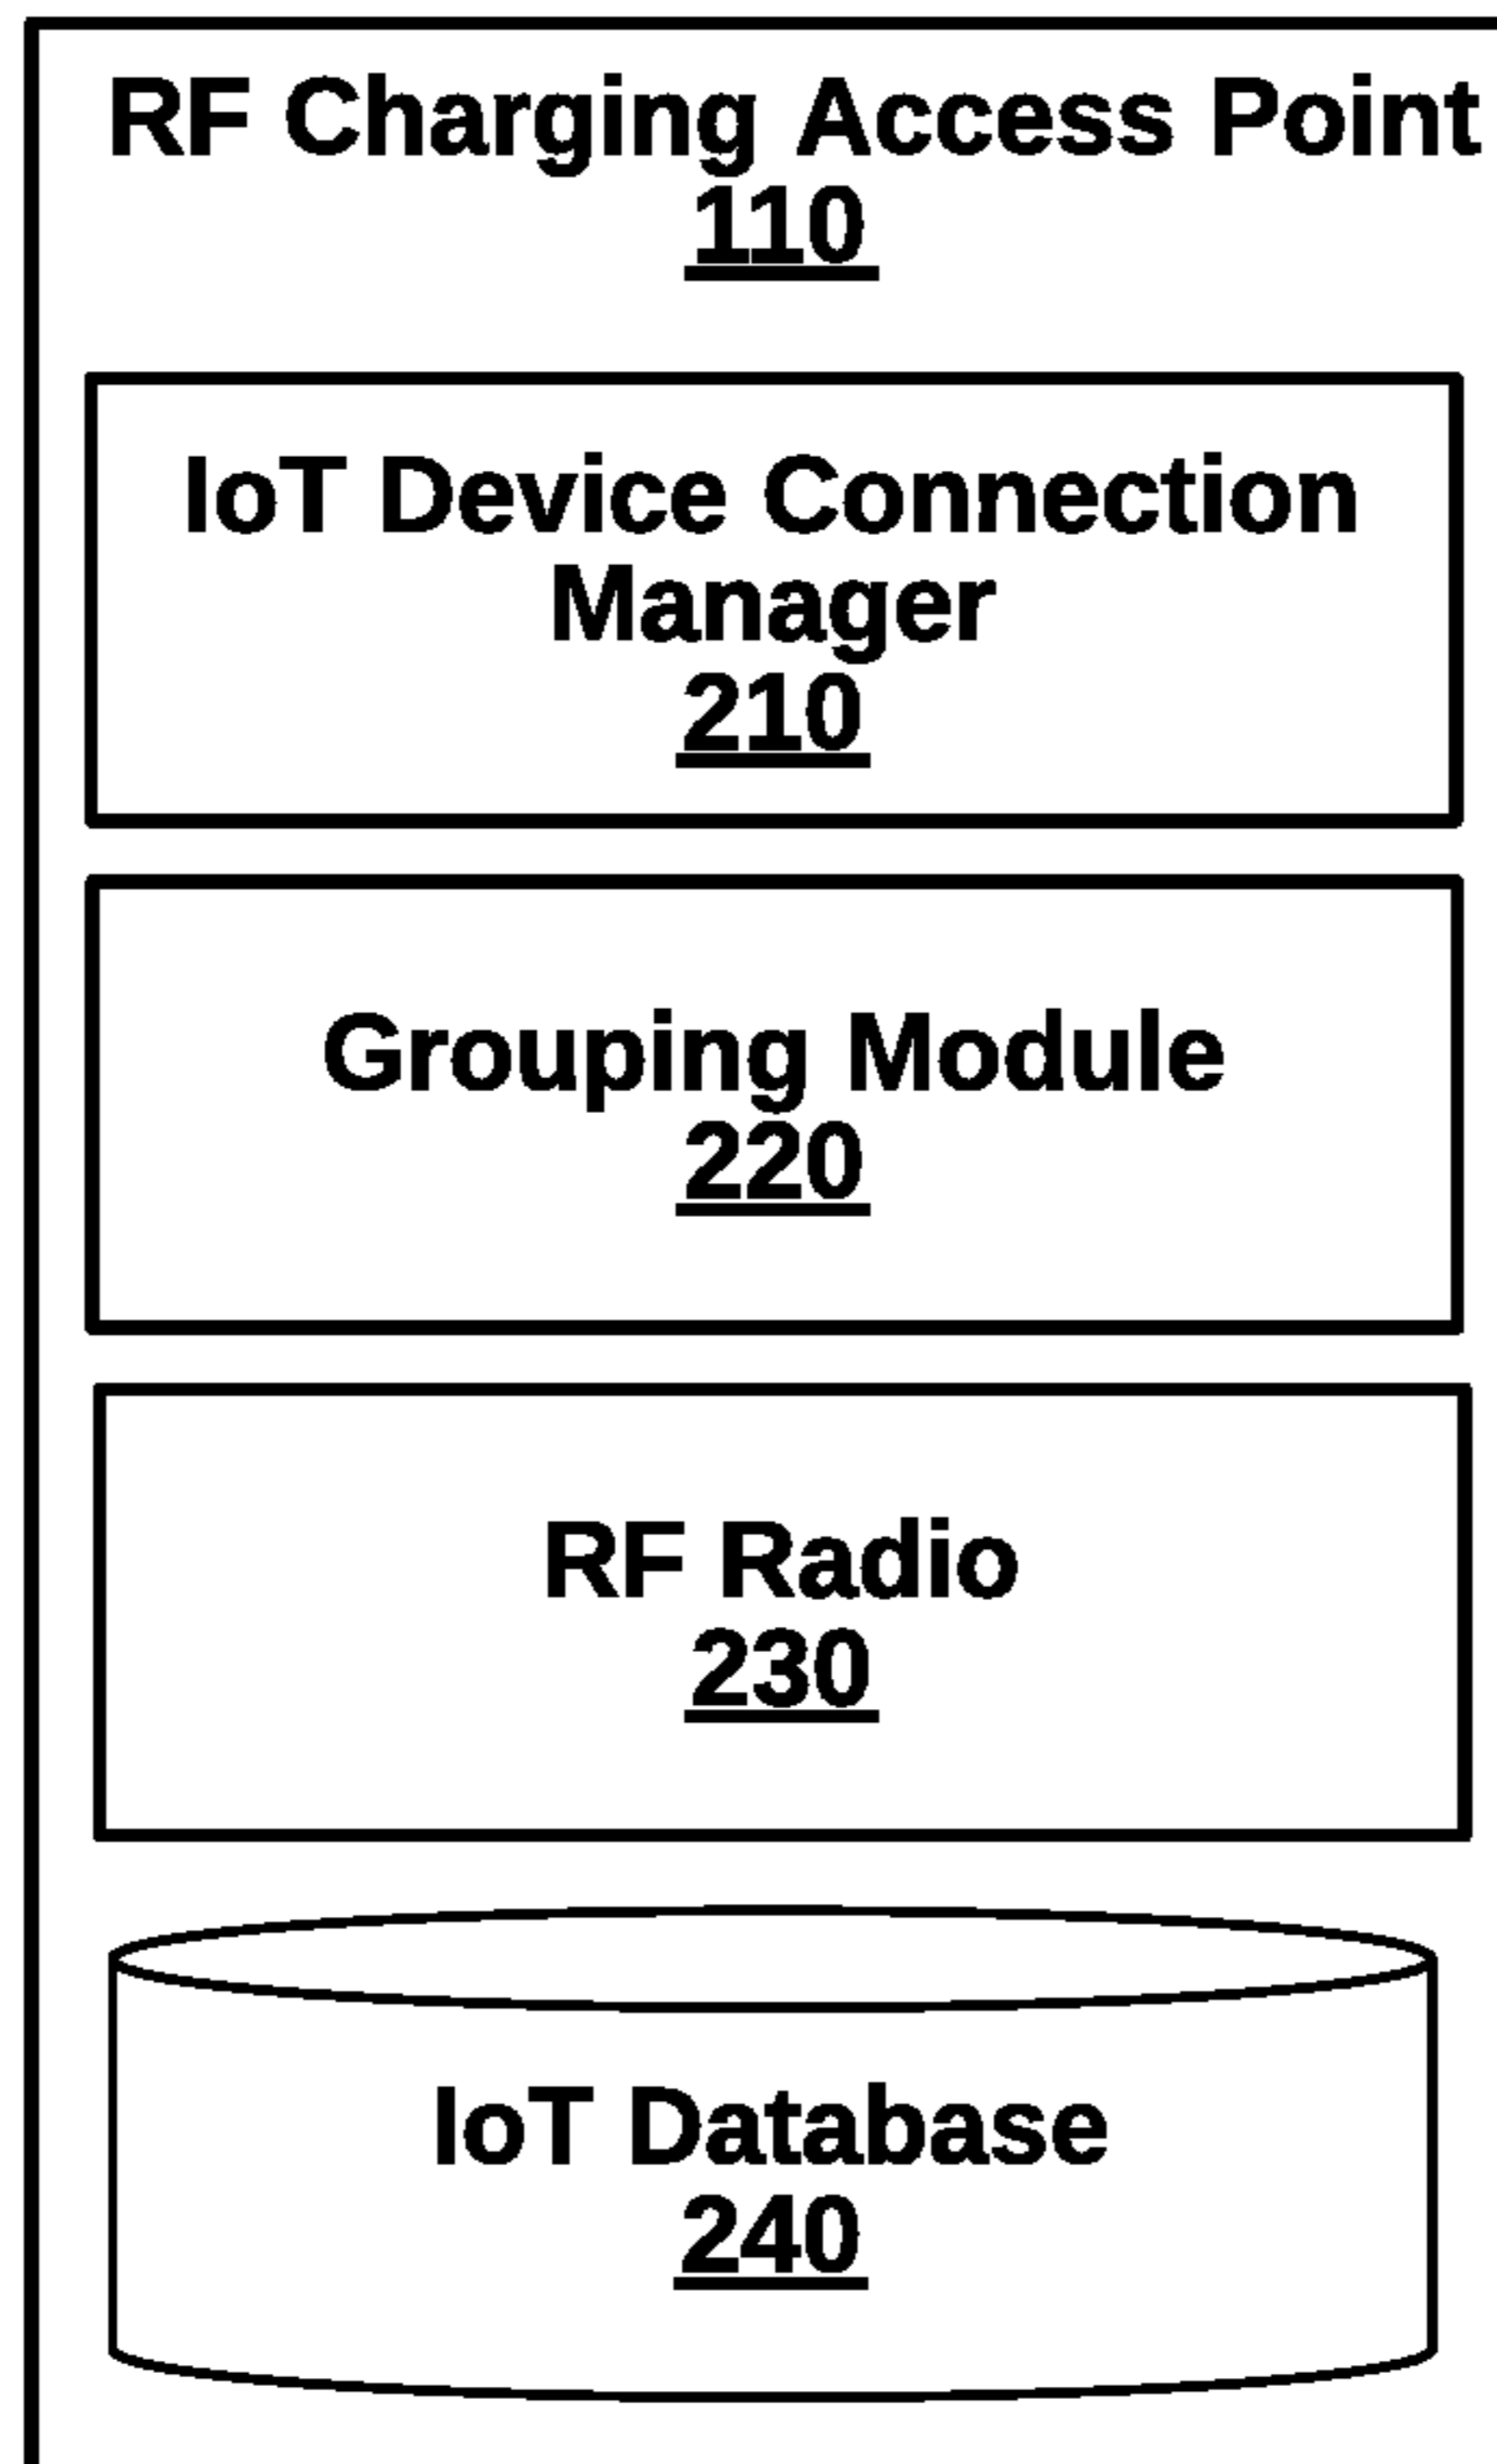 RF Charging Access Point
110
IoT Device Connection
Manager
210
Grouping Module
220
RF Radio
230
IoT Database
240